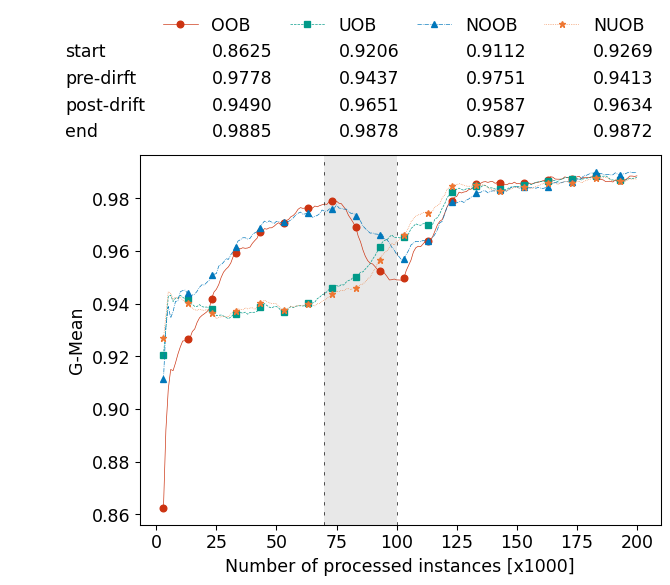 OOB UOB NOOB NUOB
start 0.8625 0.9206 0.9112 0.9269
pre-dirft 0.9778 0.9437 0.9751 0.9413
post-drift 0.9490 0.9651 0.9587 0.9634
end 0.9885 0.9878 0.9897 0.9872
0.98
0.96
0.94
0.92
0.90
0.88
0.86
G-Mean
0 25 50 75 100 125 150 175 200
Number of processed instances [x1000]